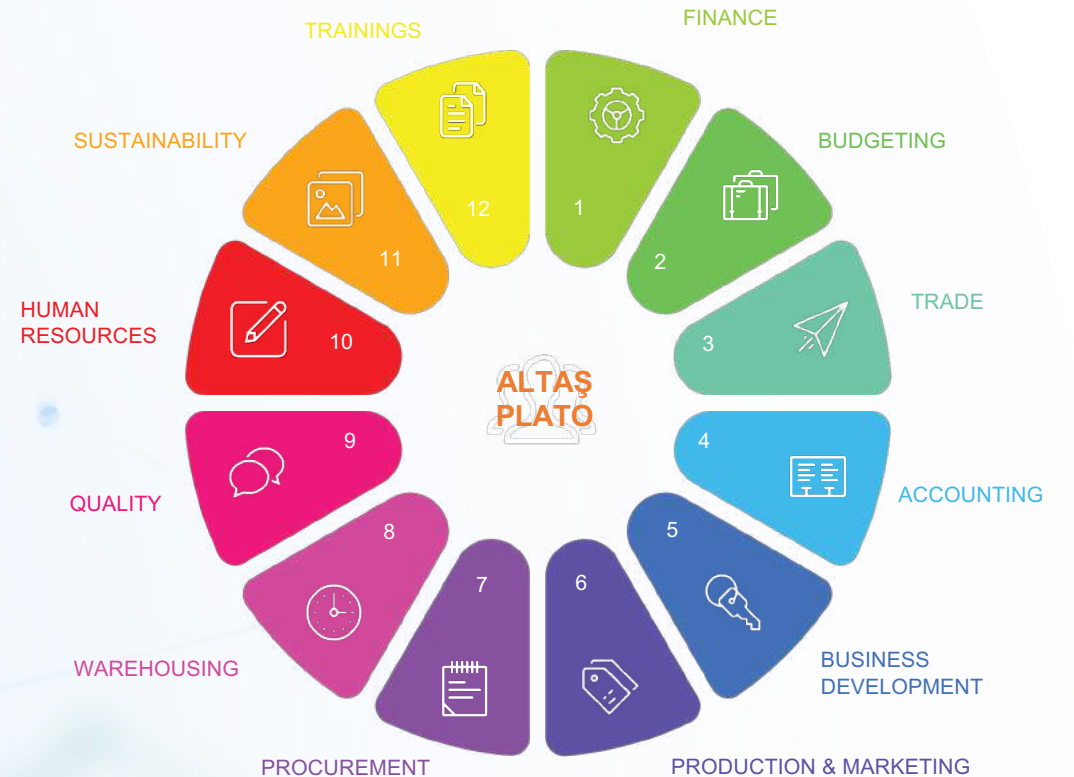 FINANCE
TRAININGS
SUSTAINABILITY
BUDGETING
12
1
11
2
HUMAN
RESOURCES
TRADE
10
3
ALTAŞ
PLATO
9
4
QUALITY
ACCOUNTING
8
5
7
6
WAREHOUSING
BUSINESS
DEVELOPMENT
PROCUREMENT
PRODUCTION & MARKETING